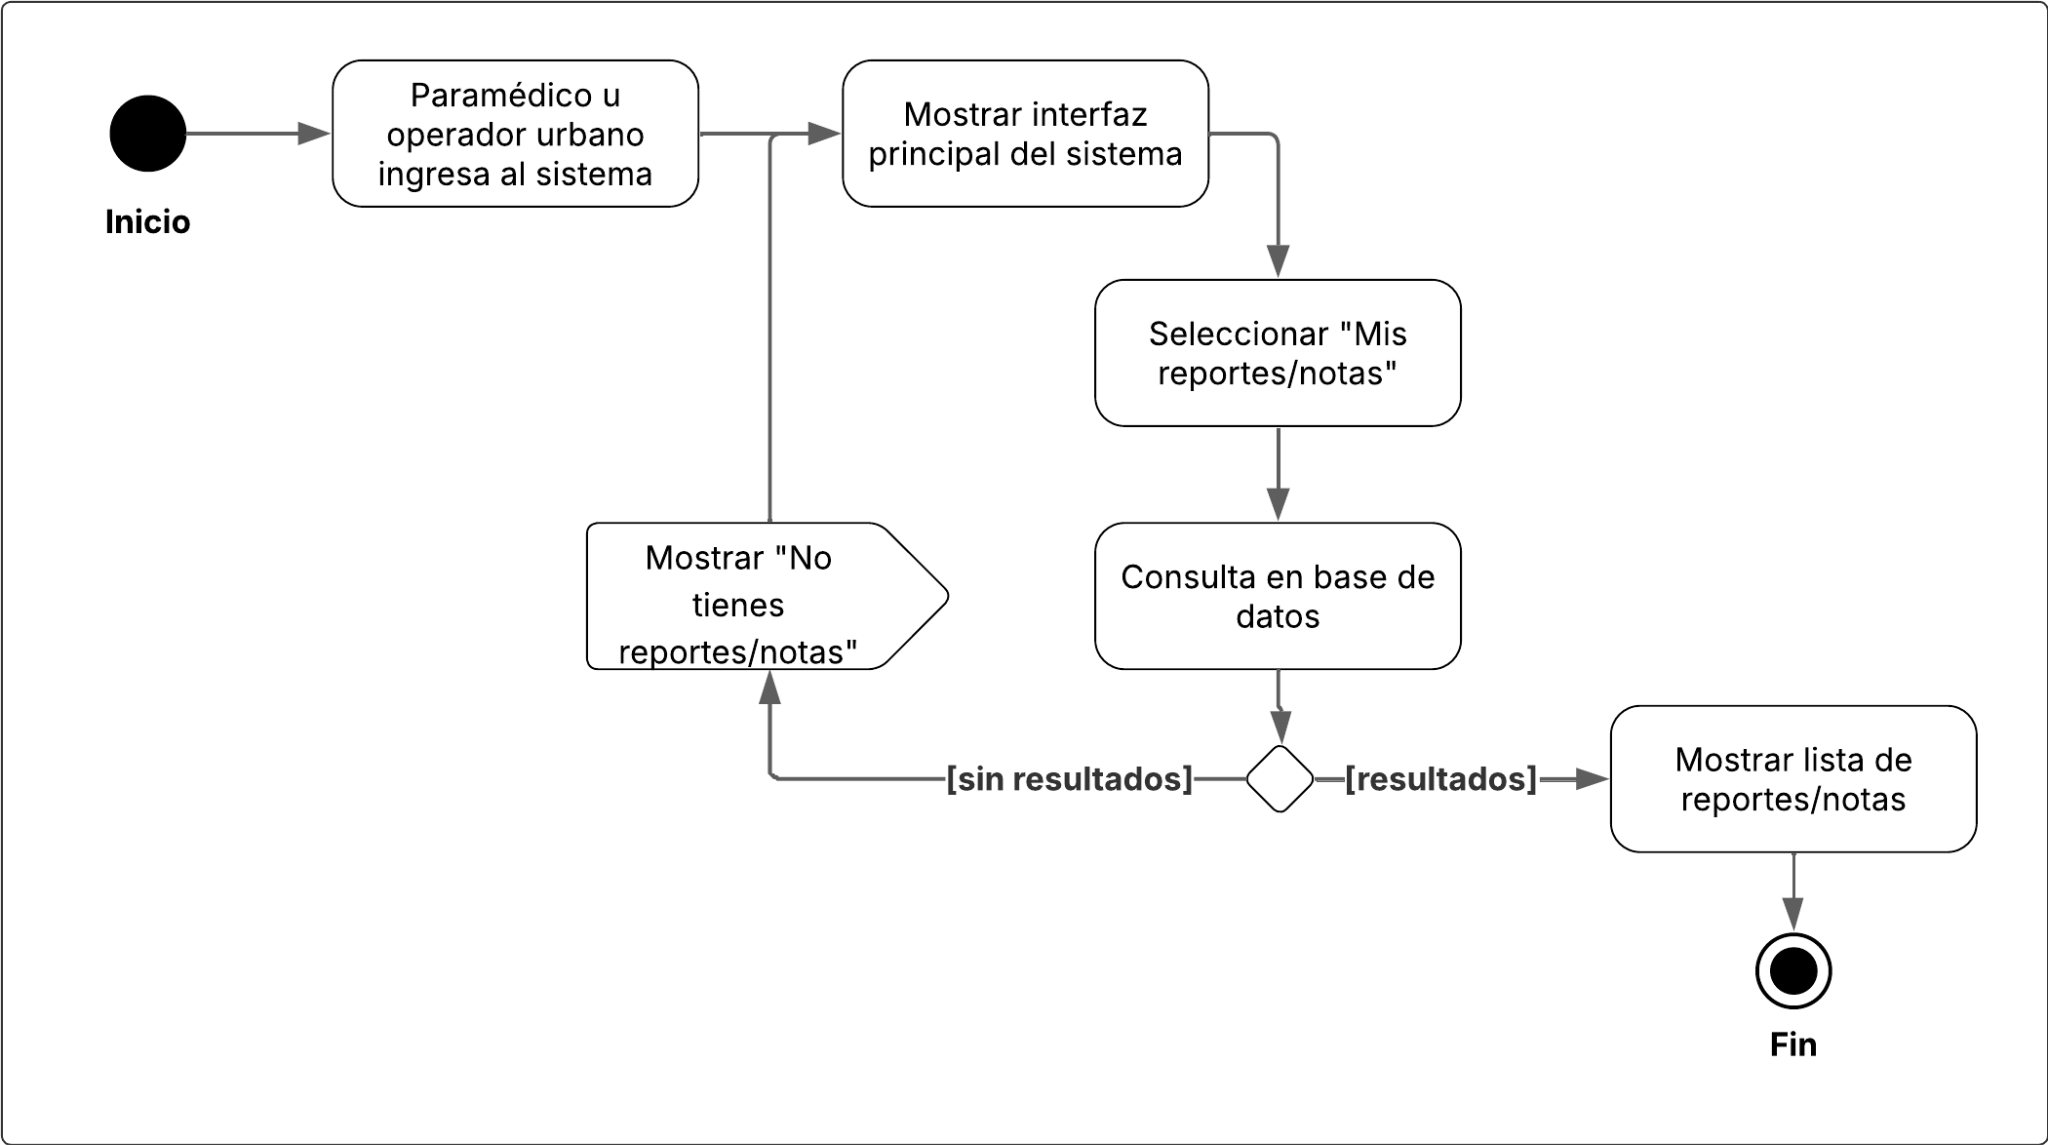 Inicio
Paramédico u
operador urbano
ingresa al sistema
Mostrar interfaz
principal del sistema
Seleccionar "Mis
reportes/notas"
Consulta en base de
datos
Mostrar "No
tienes
reportes/notas"
[sin resultados]
[resultados]
Mostrar lista de
reportes/notas
Fin